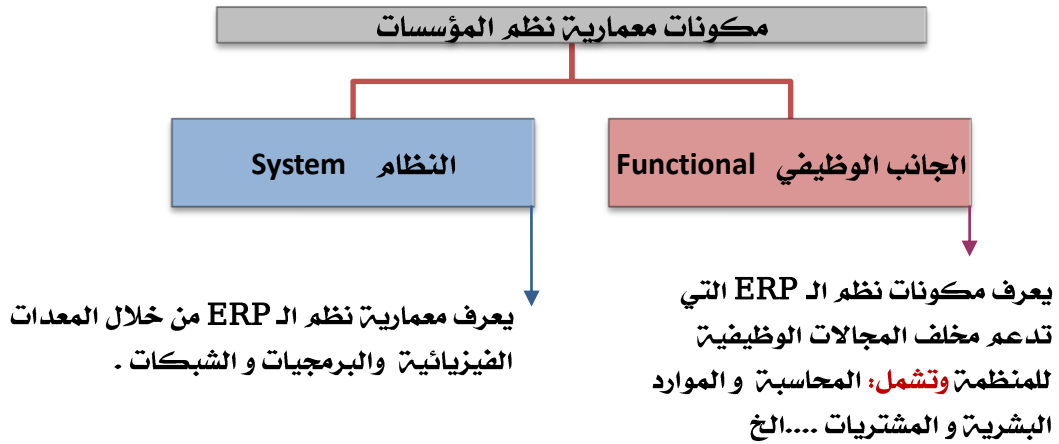 مكونات معمارية نظم المؤسسات
الجانب الوظيفي Functional
النظام System
يعرف مكونات نظم الـ ERP التي
تدعم مخلف المجالات الوظيفية
للمنظمة وتشمل: المحاسبة و الموارد
البشرية و المشتريات ....الخ
يعرف معمارية نظم الـ ERP من خلال المعدات
الفيزيائية والبرمجيات و الشبكات .